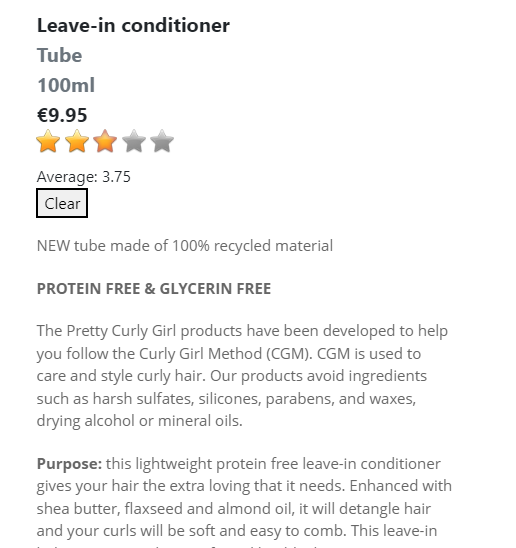 Leave-in conditioner
Tube
100ml
€9.95
Average: 3.75
Clear
NEW tube made of 100% recycled material
PROTEIN FREE & GLYCERIN FREE
The Pretty Curly Girl products have been developed to help
you follow the Curly Girl Method (CGM). CGM is used to
care and style curly hair. Our products avoid ingredients
such as harsh sulfates, silicones, parabens, and waxes,
drying alcohol or mineral oils.
Purpose: this lightweight protein free leave-in conditioner
gives your hair the extra loving that it needs. Enhanced with
shea butter, flaxseed and almond oil, it will detangle hair
and your curls will be soft and easy to comb. This leave-in